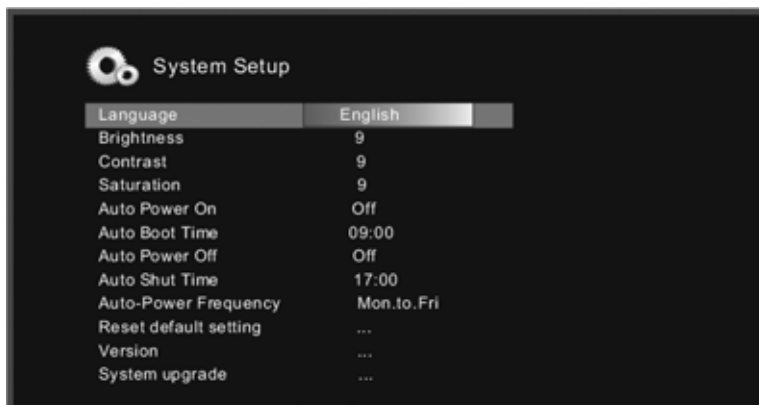 System Setup
Language English
Brightness 9
Contrast 9
Saturation 9
Auto Power On Off
Auto Boot Time 09:00
Auto Power Off Off
Auto Shut Time 17:00
Auto-Power Frequency Mon.to.Fri
Reset default setting ...
Version ...
System upgrade ...